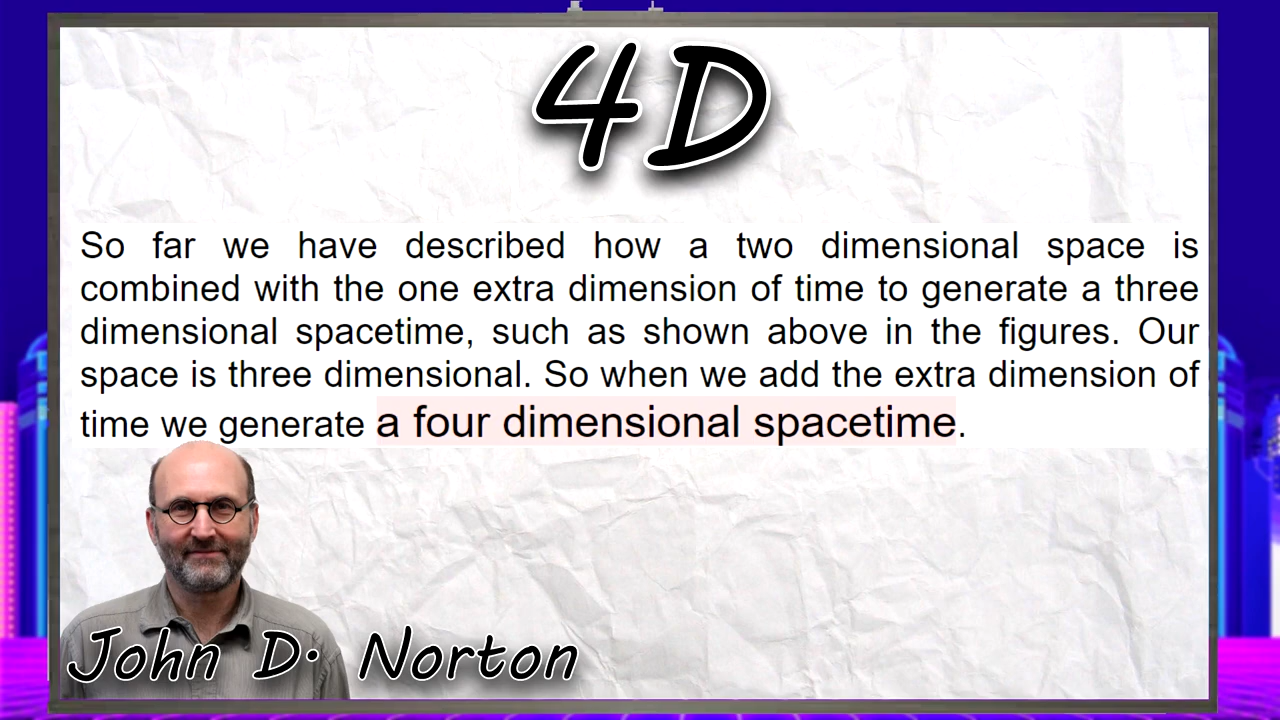 4D
So far we have described how a two dimensional space is
combined with the one extra dimension of time to generate a three
dimensional spacetime, such as shown above in the figures. Our
space is three dimensional. So when we add the extra dimension of
time we generate a four dimensional spacetime.
John D. Norton